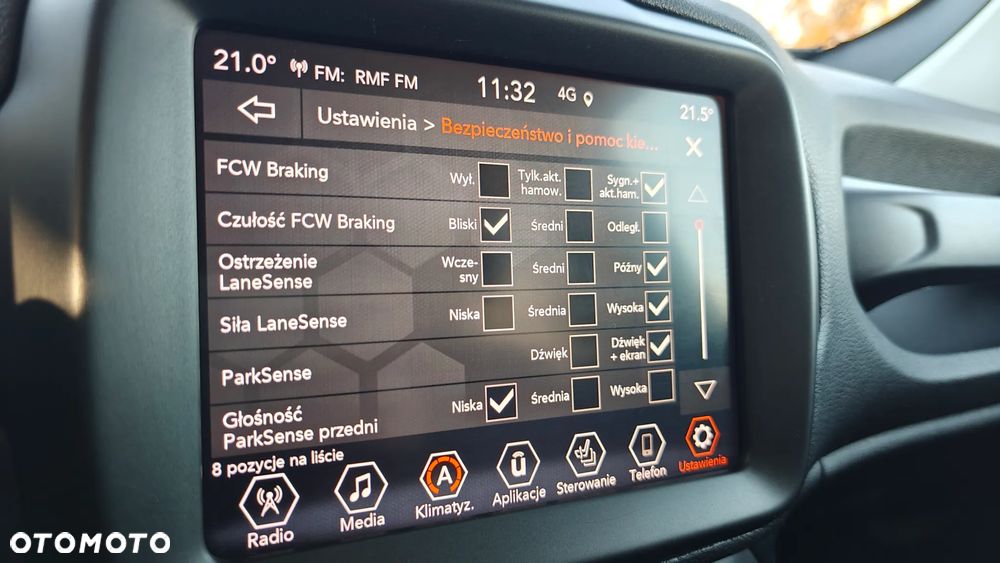 21.0° FM: RMF FM 11:32 4G 21.5°
Ustawienia > Bezpieczeństwo i pomoc kie...
FCW Braking Wył. Tylk.akt. hamow. Sygn.+ akt.ham.
Czułość FCW Braking Bliski Średni Odległ.
Ostrzeżenie LaneSense Wcze- sny Średni Późny
Siła LaneSense Niska Średnia Wysoka
ParkSense Dźwięk Dźwięk + ekran
Głośność ParkSense przedni Niska Średnia Wysoka
8 pozycje na liście
Radio Media A Klimatyz. Aplikacje Sterowanie Telefon Ustawienia
OTOMOTO